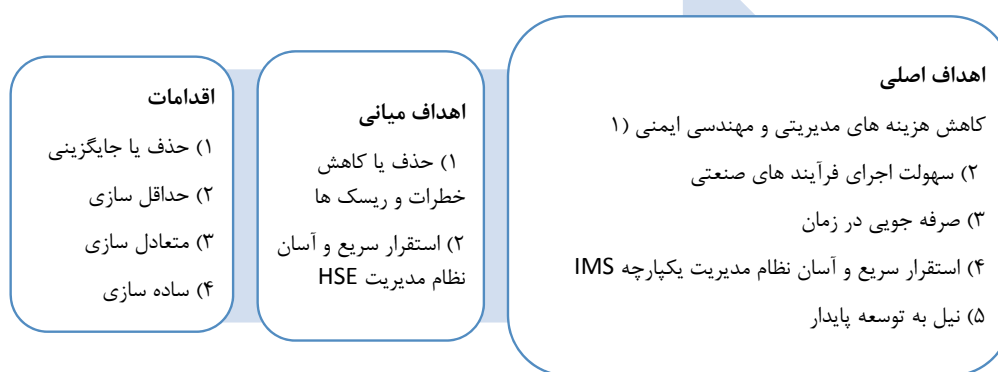 اهداف اصلی
کاهش هزینه های مدیریتی و مهندسی ایمنی (۱
۲) سهولت اجرای فرآیند های صنعتی
۳) صرفه جویی در زمان
۴) استقرار سریع و آسان نظام مدیریت یکپارچه IMS
۵) نیل به توسعه پایدار
اهداف میانی
۱) حذف یا کاهش
خطرات و ریسک ها
۲) استقرار سریع و آسان
نظام مدیریت HSE
اقدامات
۱) حذف یا جایگزینی
۲) حداقل سازی
۳) متعادل سازی
۴) ساده سازی